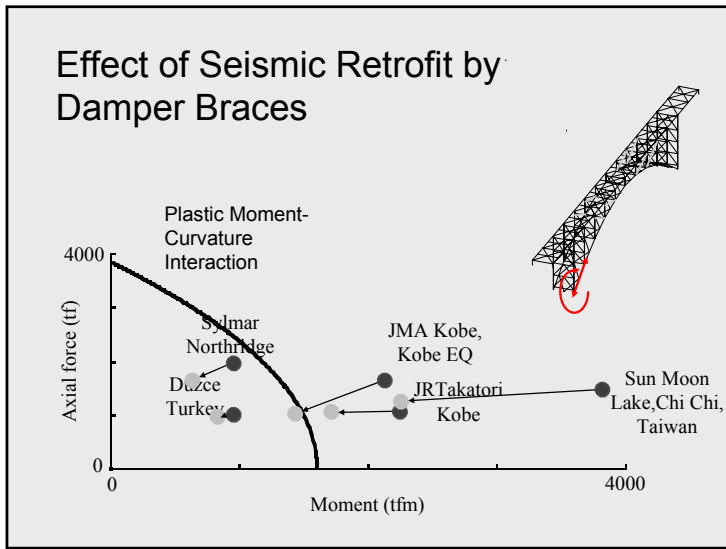 Effect of Seismic Retrofit by
Damper Braces
Plastic Moment-
Curvature
Interaction
4000
Axial force (tf)
0
Sylmar
Northridge
Duzce
Turkey
JMA Kobe,
Kobe EQ
JRTakatori
Kobe
Sun Moon
Lake,Chi Chi,
Taiwan
0
4000
Moment (tfm)